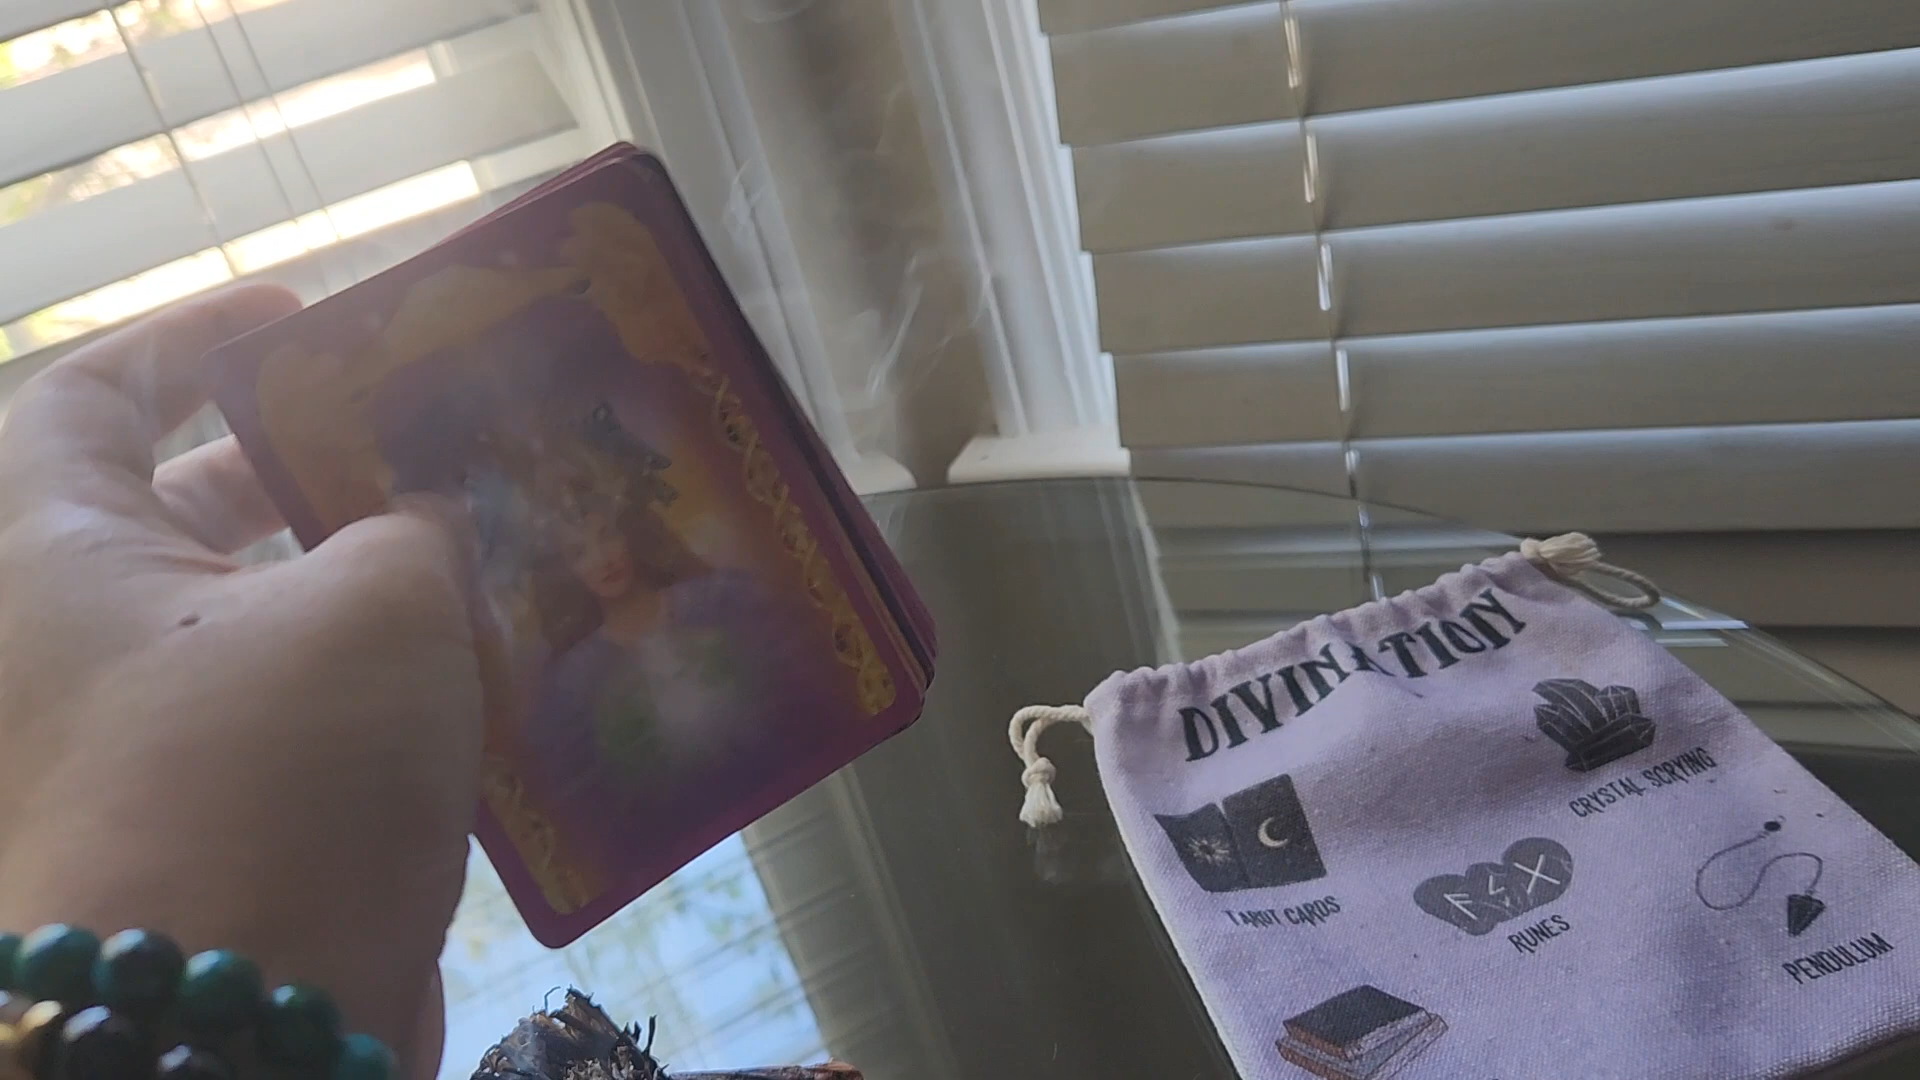 DIVINATION
CRYSTAL SCRYING
TAROT CARDS
RUNES
PENDULUM